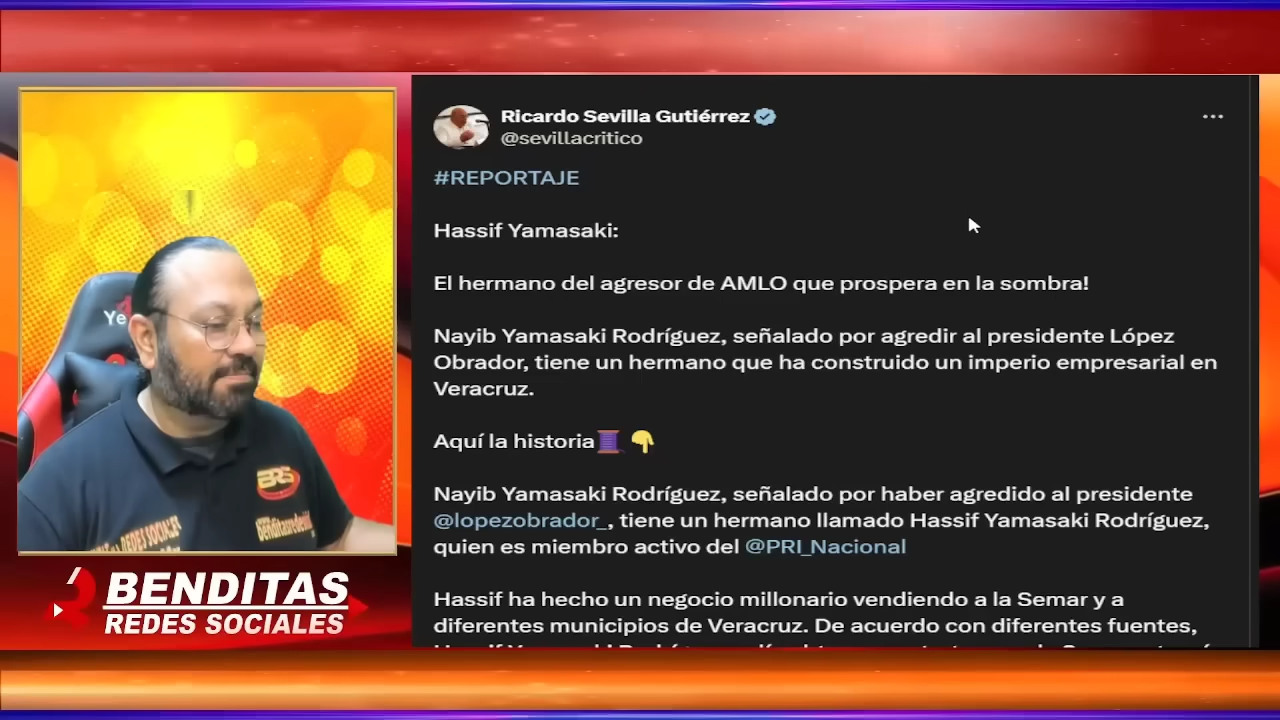 Ricardo Sevilla Gutiérrez
@sevillacritico
#REPORTAJE
Hassif Yamasaki:
El hermano del agresor de AMLO que prospera en la sombra!
Nayib Yamasaki Rodríguez, señalado por agredir al presidente López
Obrador, tiene un hermano que ha construido un imperio empresarial en
Veracruz.
Aquí la historia🧵👇
Nayib Yamasaki Rodríguez, señalado por haber agredido al presidente
@lopezobrador_, tiene un hermano llamado Hassif Yamasaki Rodríguez,
quien es miembro activo del @PRI_Nacional
Hassif ha hecho un negocio millonario vendiendo a la Semar y a
diferentes municipios de Veracruz. De acuerdo con diferentes fuentes,
Ye
BRS
REDES SOCIALES
BENDITAS
REDES SOCIALES